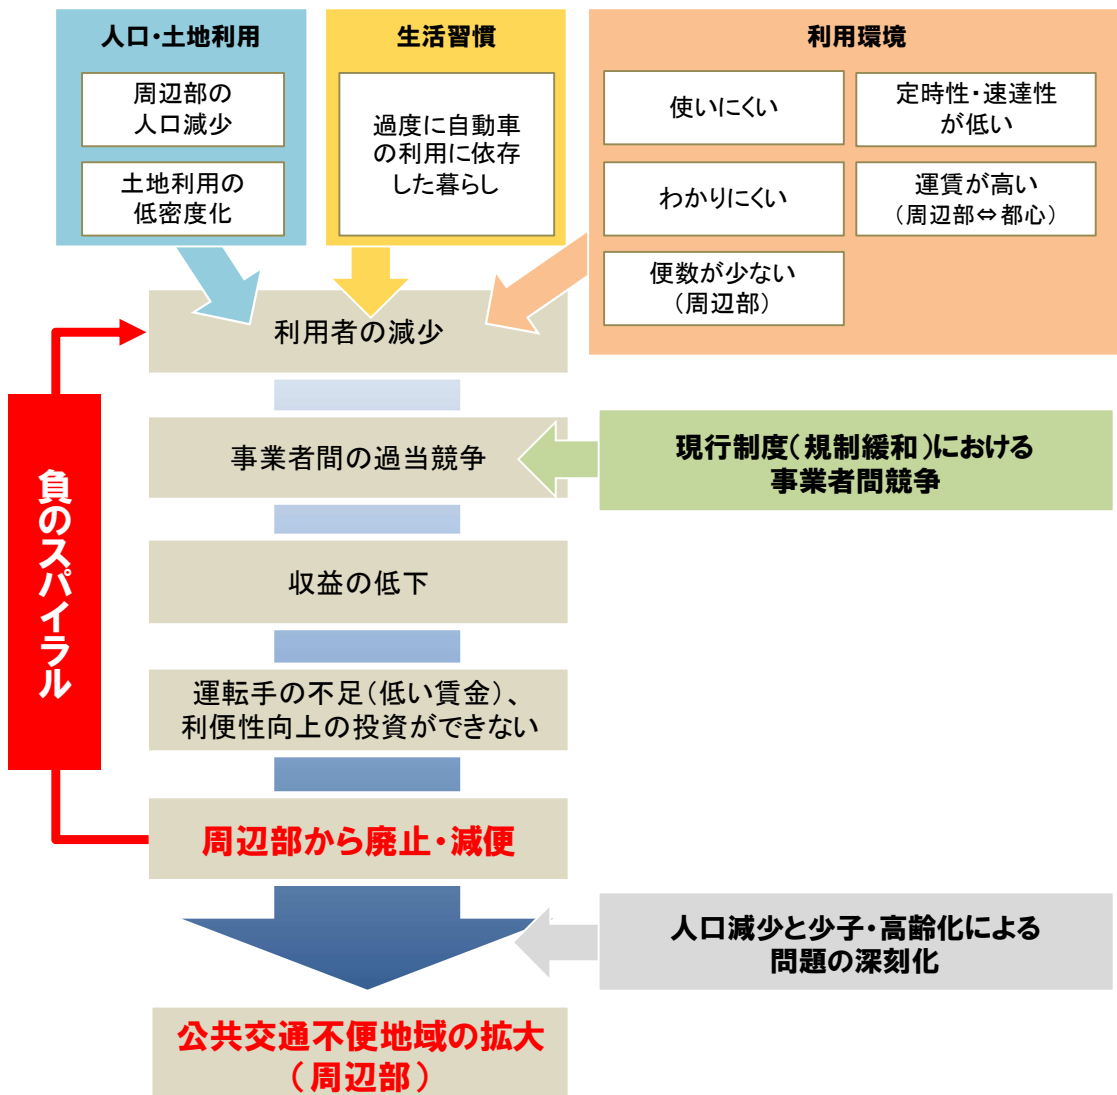 人口・土地利用
周辺部の
人口減少
土地利用の
低密度化
生活習慣
過度に自動車
の利用に依存
した暮らし
利用環境
使いにくい
定時性・速達性
が低い
わかりにくい
運賃が高い
(周辺部⇔都心)
便数が少ない
(周辺部)
利用者の減少
事業者間の過当競争
現行制度(規制緩和)における
事業者間競争
収益の低下
運転手の不足(低い賃金)、
利便性向上の投資ができない
周辺部から廃止・減便
負のスパイラル
人口減少と少子・高齢化による
問題の深刻化
公共交通不便地域の拡大
(周辺部)